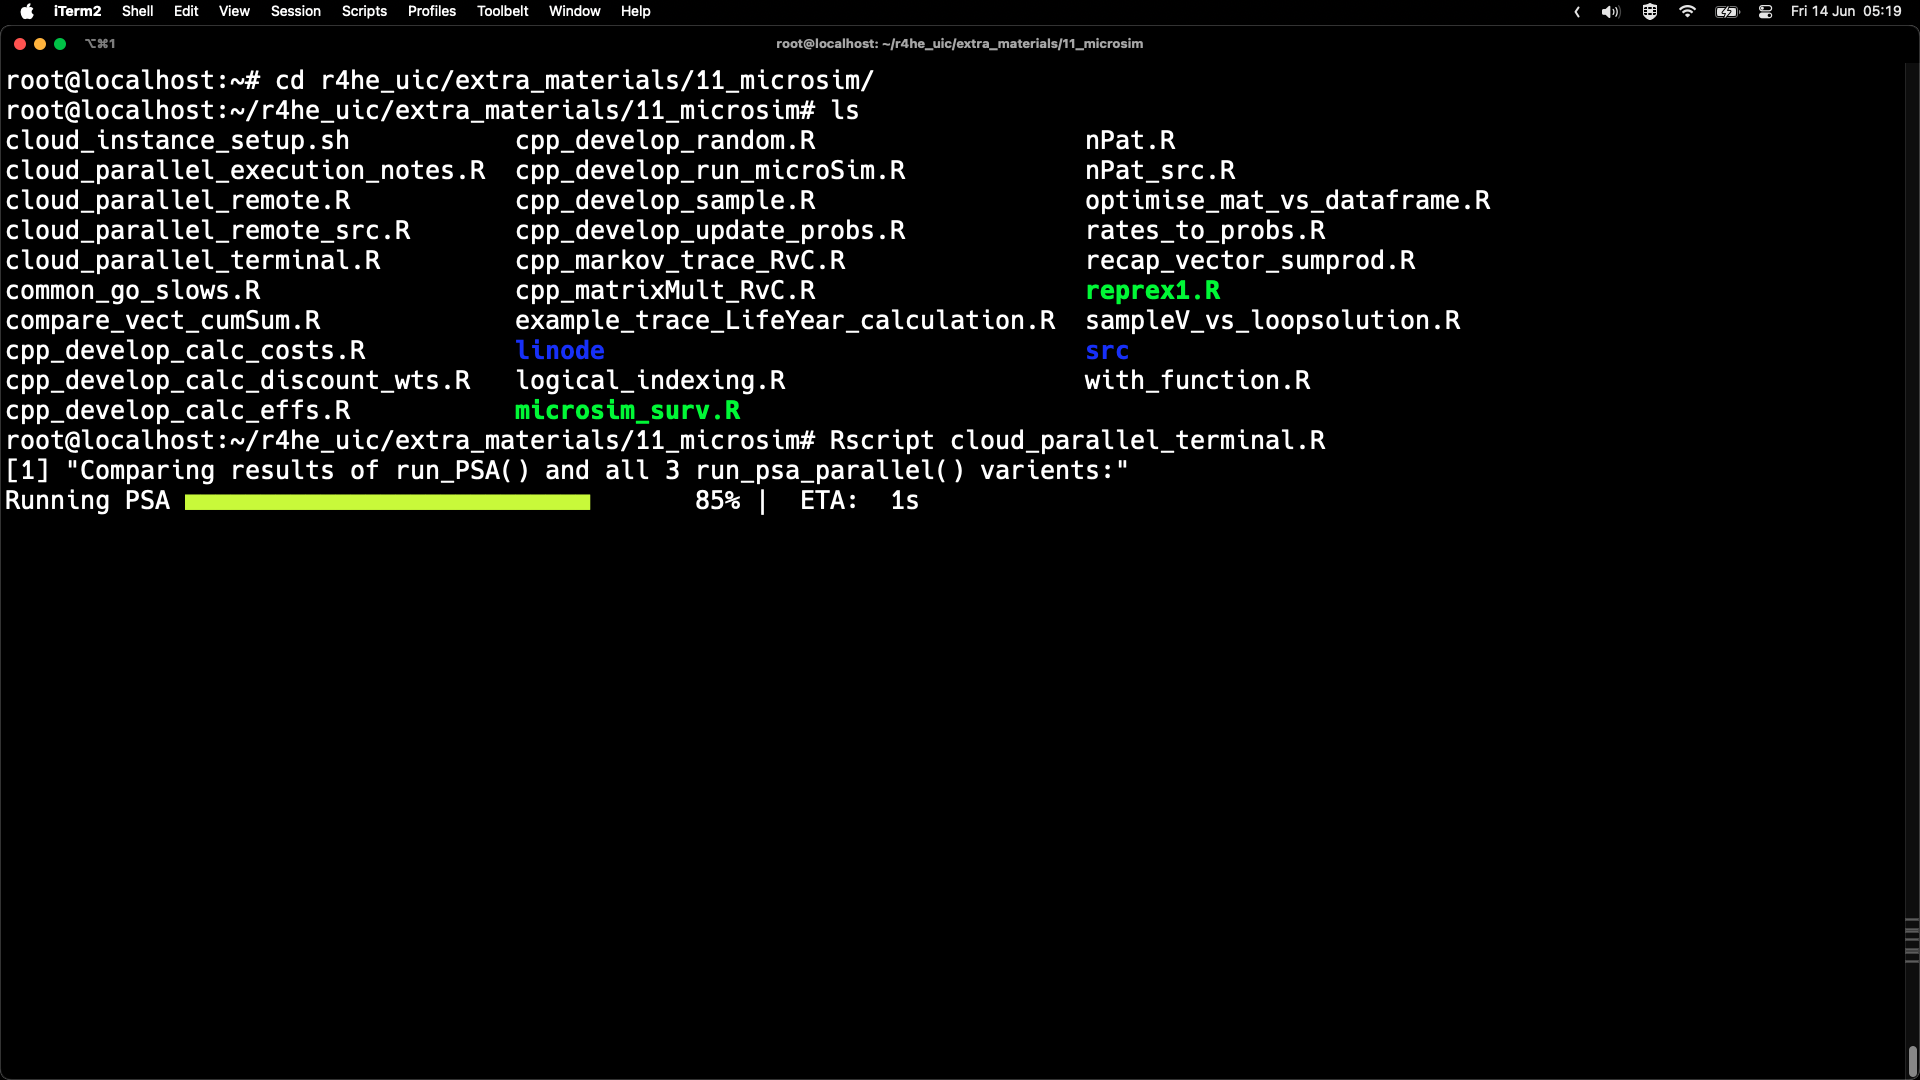 iTerm2 Shell Edit View Session Scripts Profiles Toolbelt Window Help Fri 14 Jun 05:19
⌥⌘1 root@localhost: ~/r4he_uic/extra_materials/11_microsim
root@localhost:~# cd r4he_uic/extra_materials/11_microsim/
root@localhost:~/r4he_uic/extra_materials/11_microsim# ls
cloud_instance_setup.sh cpp_develop_random.R nPat.R
cloud_parallel_execution_notes.R cpp_develop_run_microSim.R nPat_src.R
cloud_parallel_remote.R cpp_develop_sample.R optimise_mat_vs_dataframe.R
cloud_parallel_remote_src.R cpp_develop_update_probs.R rates_to_probs.R
cloud_parallel_terminal.R cpp_markov_trace_RvC.R recap_vector_sumprod.R
common_go_slows.R cpp_matrixMult_RvC.R reprex1.R
compare_vect_cumSum.R example_trace_LifeYear_calculation.R sampleV_vs_loopsolution.R
cpp_develop_calc_costs.R linode src
cpp_develop_calc_discount_wts.R logical_indexing.R with_function.R
cpp_develop_calc_effs.R microsim_surv.R
root@localhost:~/r4he_uic/extra_materials/11_microsim# Rscript cloud_parallel_terminal.R
[1] "Comparing results of run_PSA() and all 3 run_psa_parallel() varients:"
Running PSA 85% | ETA: 1s